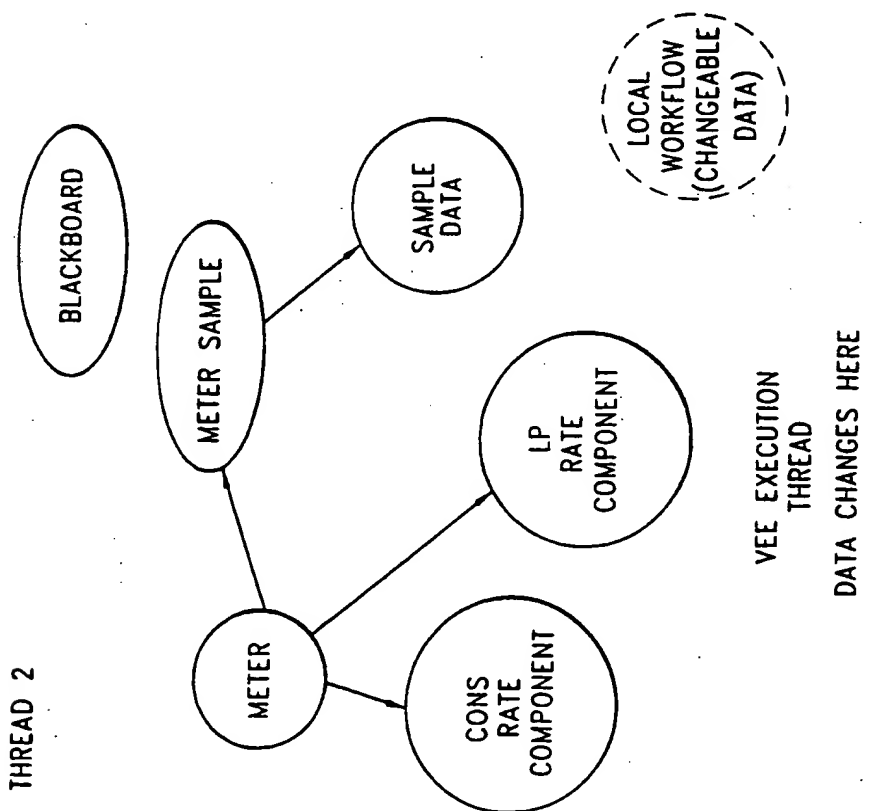 THREAD 2
BLACKBOARD
METER SAMPLE
METER
SAMPLE
DATA
CONS
RATE
COMPONENT
LP
RATE
COMPONENT
LOCAL
WORKFLOW
(CHANGEABLE
DATA)
VEE EXECUTION
THREAD
DATA CHANGES HERE